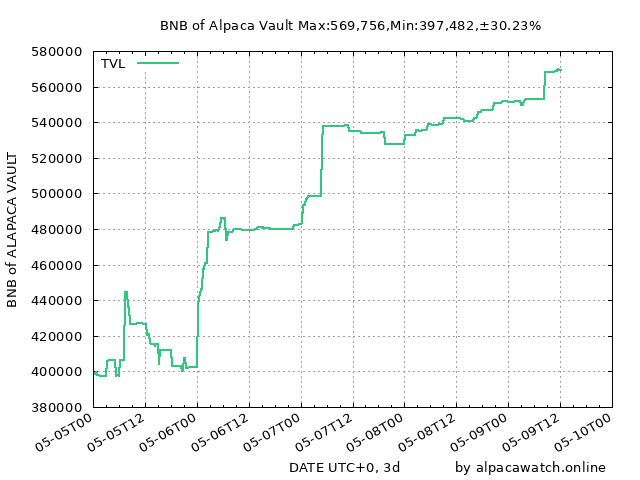 BNB of Alpaca Vault Max:569,756,Min:397,482,±30.23%
TVL
580000
560000
540000
520000
500000
480000
460000
440000
420000
400000
380000
BNB of ALAPACA VAULT
05-05T00
05-05T12
05-06T00
05-06T12
05-07T00
05-07T12
05-08T00
05-08T12
05-09T00
05-09T12
05-10T00
DATE UTC+0, 3d
by alpacawatch.online